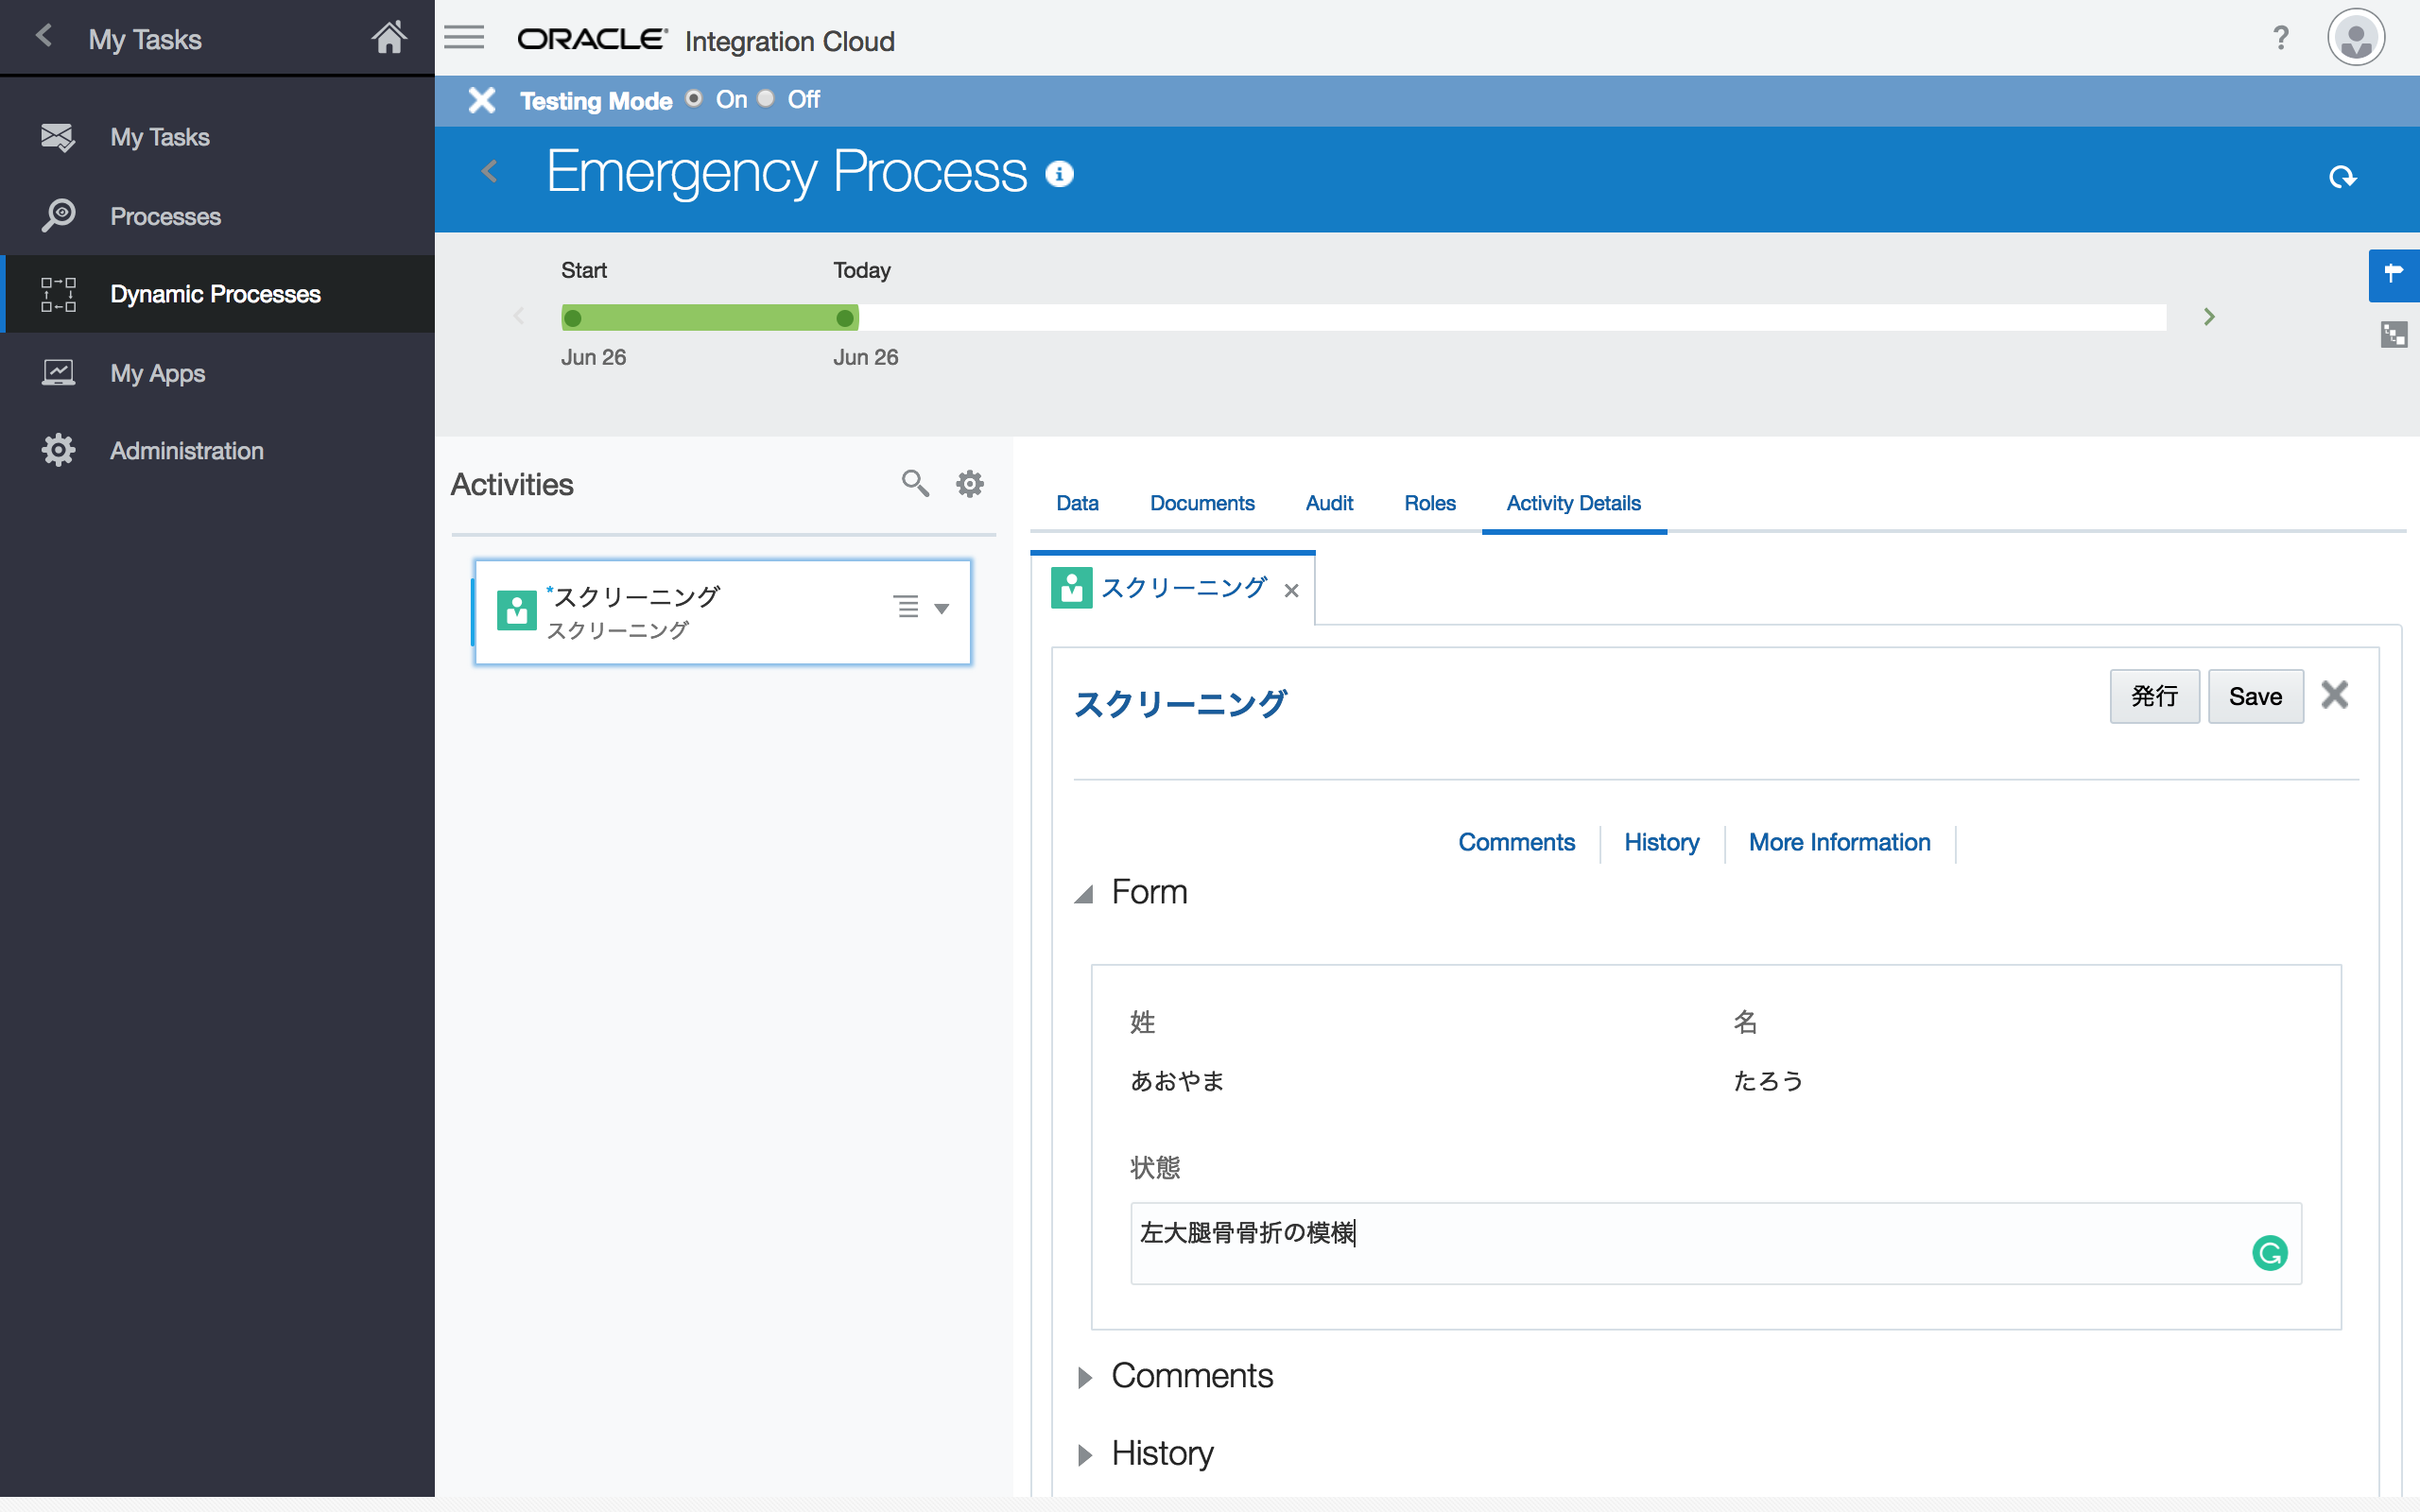 My Tasks
ORACLE® Integration Cloud
?
Testing Mode On Off
My Tasks
Processes
Dynamic Processes
My Apps
Administration
Emergency Process
Start Today
Jun 26 Jun 26
Activities
*スクリーニング
スクリーニング
Data Documents Audit Roles Activity Details
スクリーニング
スクリーニング
発行 Save
Comments History More Information
Form
姓 名
あおやま たろう
状態
左大腿骨骨折の模様
Comments
History